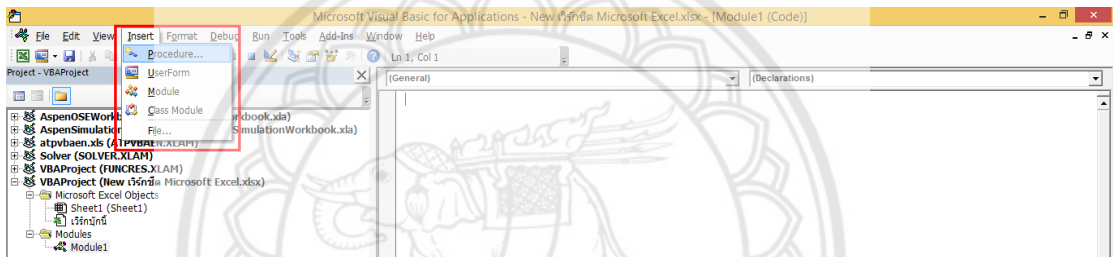 Microsoft Visual Basic for Applications - New เวิร์กชีต Microsoft Excel.xlsx - [Module1 (Code)]
File Edit View Insert Format Debug Run Tools Add-Ins Window Help
Ln 1, Col 1
Project - VBAProject
(General) (Declarations)
Procedure...
UserForm
Module
Class Module
File...
AspenOSEWorkb rkbook.xla)
AspenSimulation SimulationWorkbook.xla)
atpvbaen.xls (ATPVBAEN.XLAM)
Solver (SOLVER.XLAM)
VBAProject (FUNCRES.XLAM)
VBAProject (New เวิร์กชีต Microsoft Excel.xlsx)
Microsoft Excel Objects
Sheet1 (Sheet1)
เวิร์กบุ๊กนี้
Modules
Module1